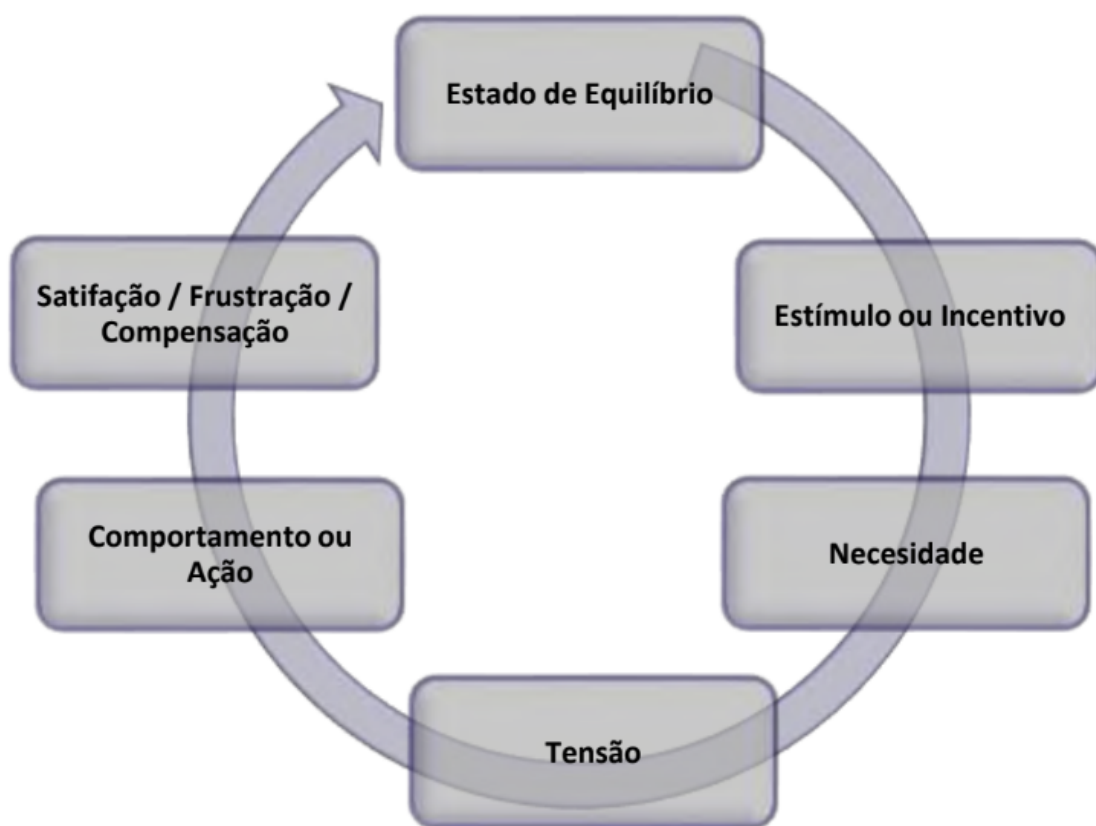 Estado de Equilíbrio
Estímulo ou Incentivo
Necesidade
Tensão
Comportamento ou
Ação
Satifação / Frustração /
Compensação